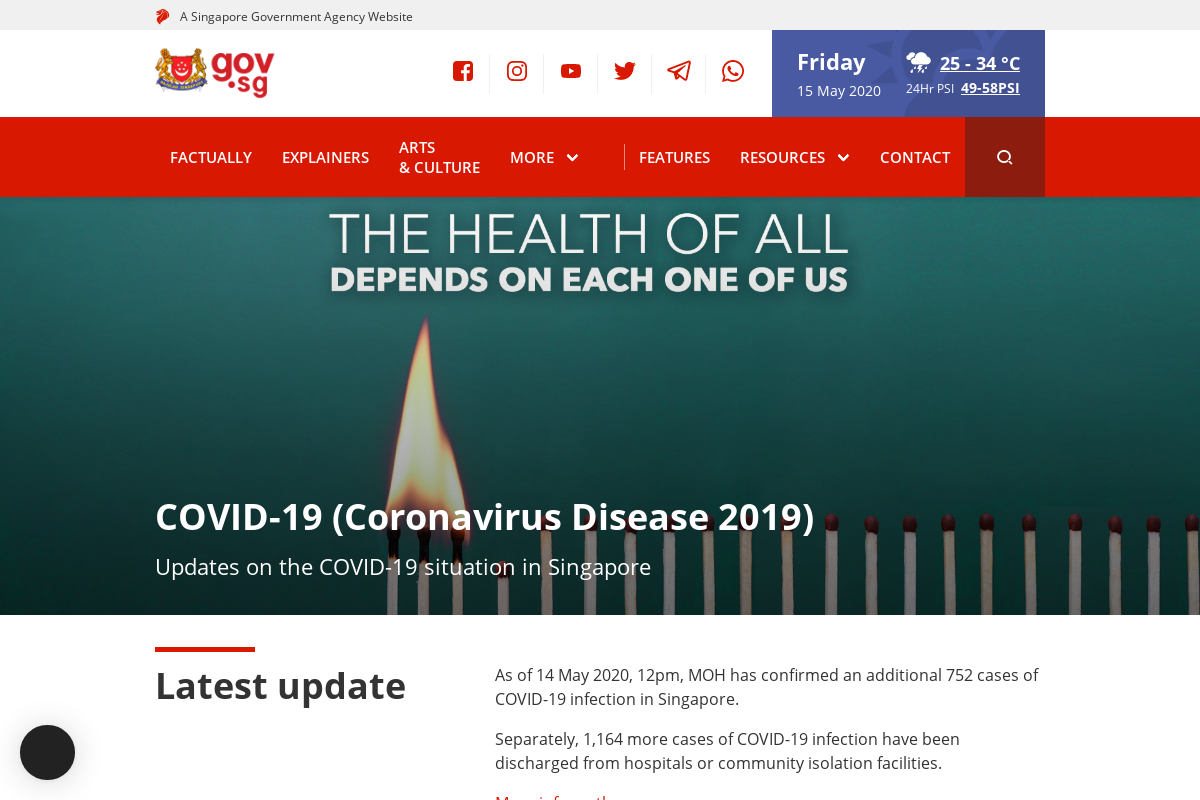 A Singapore Government Agency Website
gov
.sg
Friday
15 May 2020
25 - 34 °C
24Hr PSI 49-58PSI
FACTUALLY
EXPLAINERS
ARTS
& CULTURE
MORE
FEATURES
RESOURCES
CONTACT
THE HEALTH OF ALL
DEPENDS ON EACH ONE OF US
COVID-19 (Coronavirus Disease 2019)
Updates on the COVID-19 situation in Singapore
Latest update
As of 14 May 2020, 12pm, MOH has confirmed an additional 752 cases of
COVID-19 infection in Singapore.
Separately, 1,164 more cases of COVID-19 infection have been
discharged from hospitals or community isolation facilities.